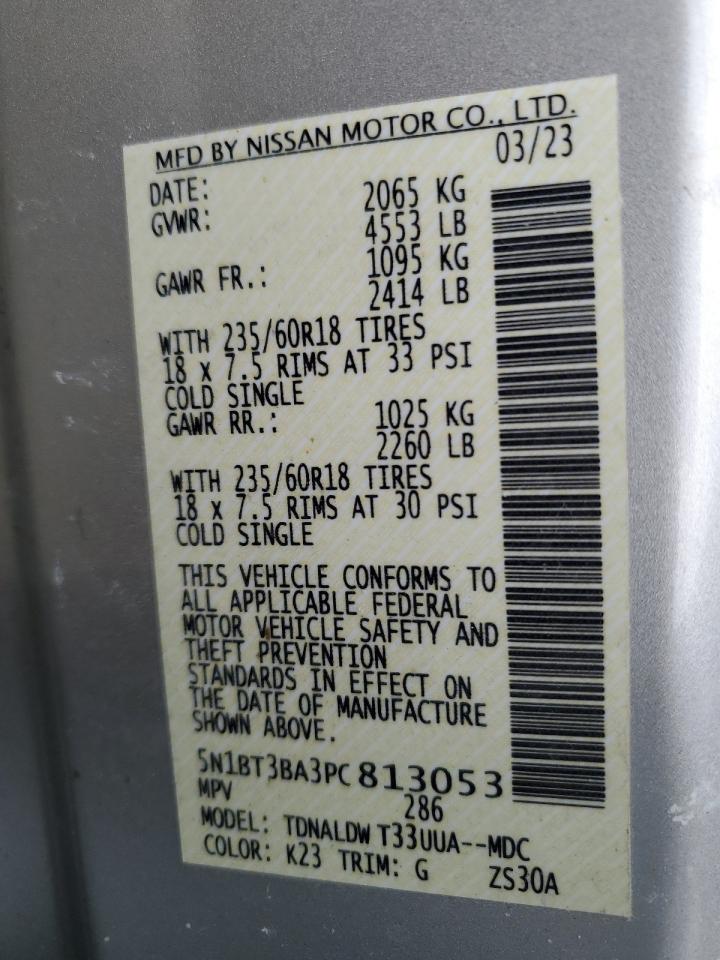 MFD BY NISSAN MOTOR CO., LTD.
DATE: 03/23
GVWR: 2065 KG
4553 LB
GAWR FR.: 1095 KG
2414 LB
WITH 235/60R18 TIRES
18 x 7.5 RIMS AT 33 PSI
COLD SINGLE
GAWR RR.: 1025 KG
2260 LB
WITH 235/60R18 TIRES
18 x 7.5 RIMS AT 30 PSI
COLD SINGLE
THIS VEHICLE CONFORMS TO
ALL APPLICABLE FEDERAL
MOTOR VEHICLE SAFETY AND
THEFT PREVENTION
STANDARDS IN EFFECT ON
THE DATE OF MANUFACTURE
SHOWN ABOVE.
5N1BT3BA3PC813053
MPV 286
MODEL: TDNALDW T33UUA--MDC
COLOR: K23 TRIM: G ZS30A